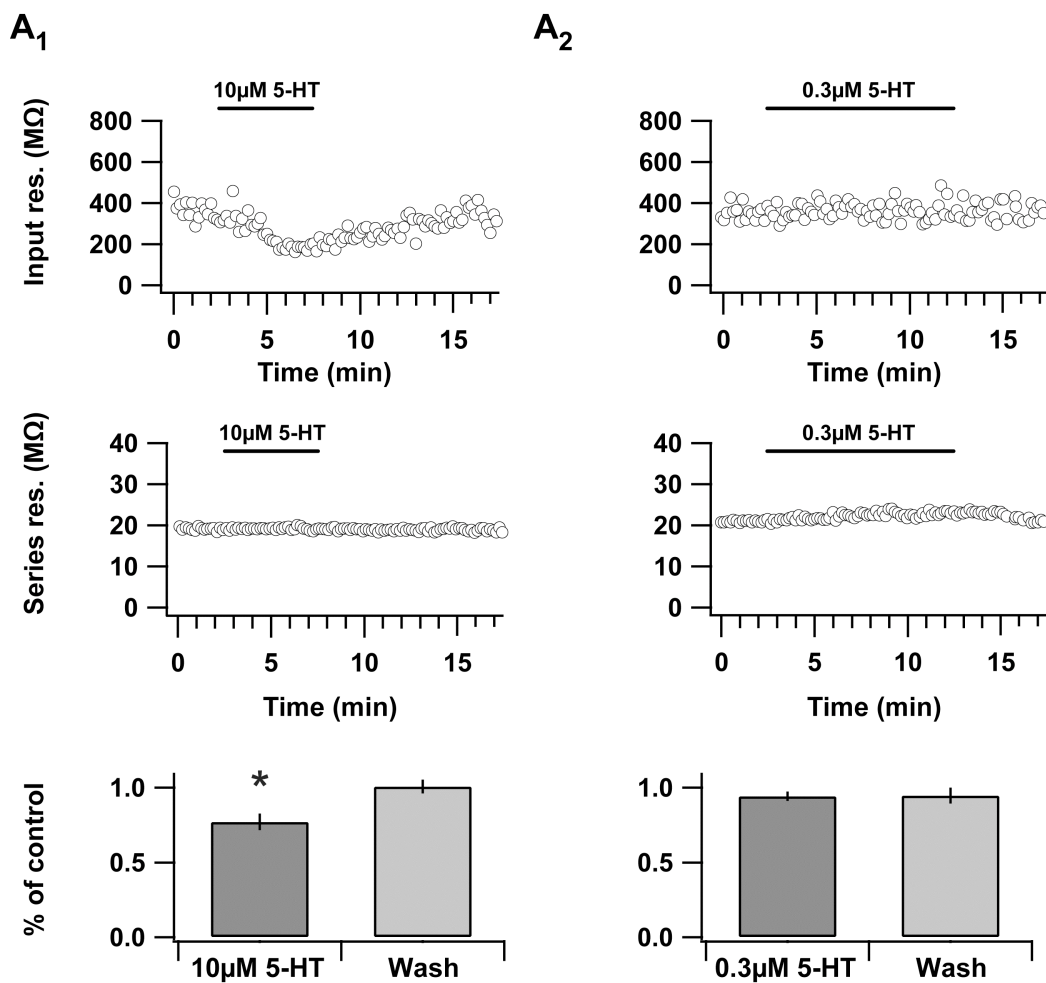 A1
A2
10µM 5-HT
Input res. (MΩ)
800
600
400
200
0
0 5 10 15
Time (min)
0.3µM 5-HT
800
600
400
200
0
0 5 10 15
Time (min)
10µM 5-HT
Series res. (MΩ)
40
30
20
10
0
0 5 10 15
Time (min)
0.3µM 5-HT
40
30
20
10
0
0 5 10 15
Time (min)
% of control
1.0
0.5
0.0
*
10µM 5-HT Wash
1.0
0.5
0.0
0.3µM 5-HT Wash